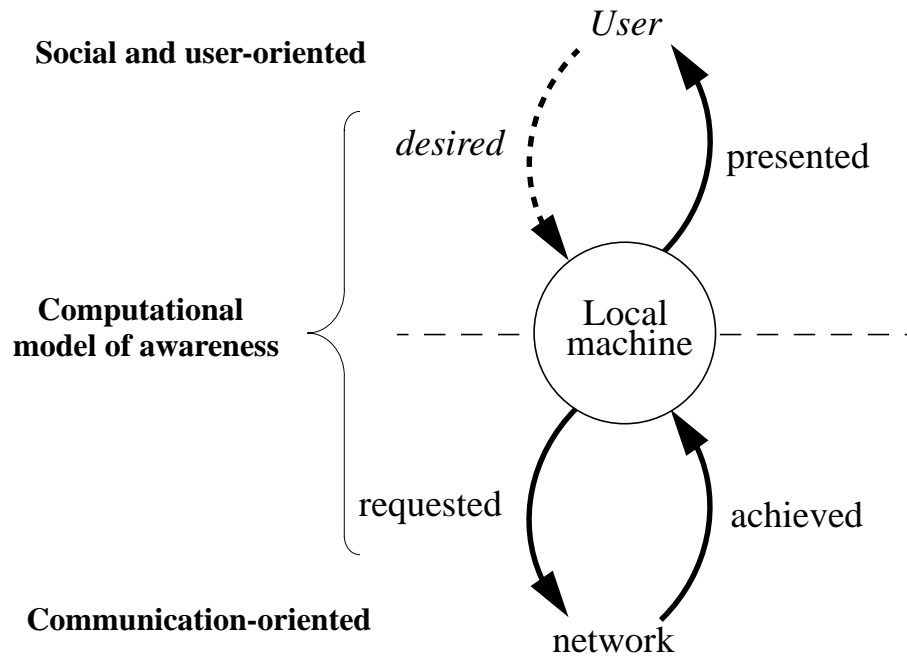 User
Social and user-oriented
desired
presented
Computational
model of awareness
Local
machine
requested
achieved
Communication-oriented
network